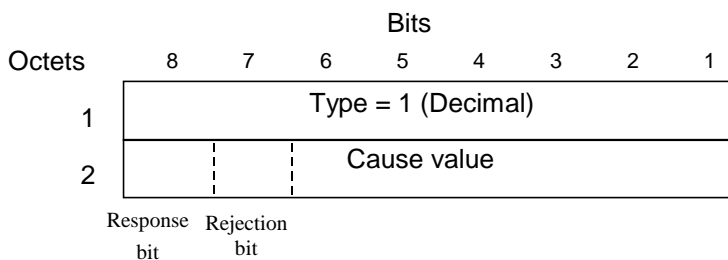 Bits
Octets 8 7 6 5 4 3 2 1
1 Type = 1 (Decimal)
2 Cause value
Response Rejection
bit bit